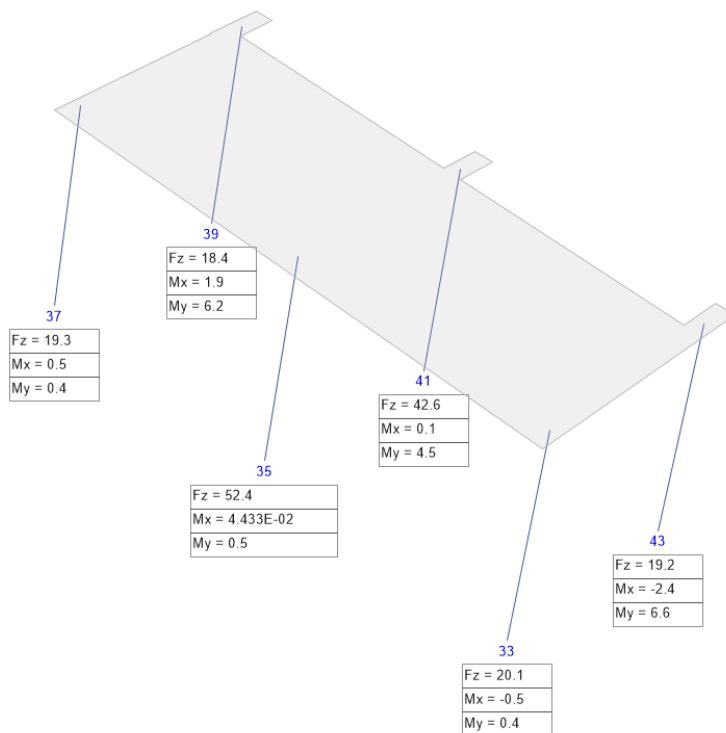 39
Fz = 18.4
Mx = 1.9
My = 6.2
37
Fz = 19.3
Mx = 0.5
My = 0.4
41
Fz = 42.6
Mx = 0.1
My = 4.5
35
Fz = 52.4
Mx = 4.433E-02
My = 0.5
43
Fz = 19.2
Mx = -2.4
My = 6.6
33
Fz = 20.1
Mx = -0.5
My = 0.4